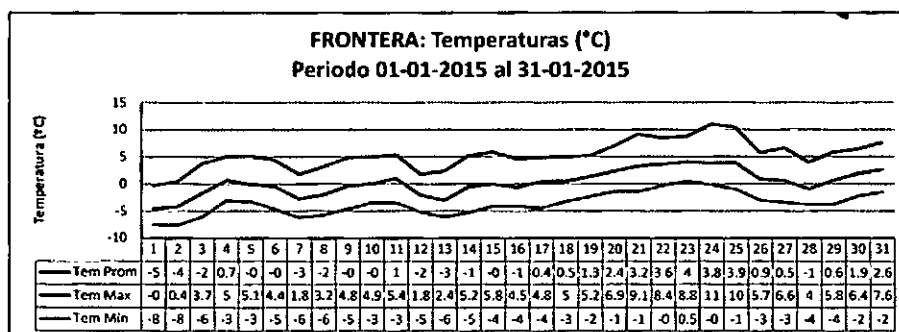 FRONTERA: Temperaturas (°C)
Periodo 01-01-2015 al 31-01-2015
Temperatura (ºC)
15
10
5
0
-5
-10
1 2 3 4 5 6 7 8 9 10 11 12 13 14 15 16 17 18 19 20 21 22 23 24 25 26 27 28 29 30 31
Tem Prom -5 -4 -2 0.7 -0 -0 -3 -2 -0 -0 1 -2 -3 -1 -0 -1 0.4 0.5 1.3 2.4 3.2 3.6 4 3.8 3.9 0.9 0.5 -1 0.6 1.9 2.6
Tem Max -0 0.4 3.7 5 5.1 4.4 1.8 3.2 4.8 4.9 5.4 1.8 2.4 5.2 5.8 4.5 4.8 5 5.2 6.9 9.1 8.4 8.8 11 10 5.7 6.6 4 5.8 6.4 7.6
Tem Min -8 -8 -6 -3 -3 -5 -6 -6 -5 -3 -3 -5 -6 -5 -4 -4 -4 -3 -2 -1 -1 -0 0.5 -0 -1 -3 -3 -4 -4 -2 -2